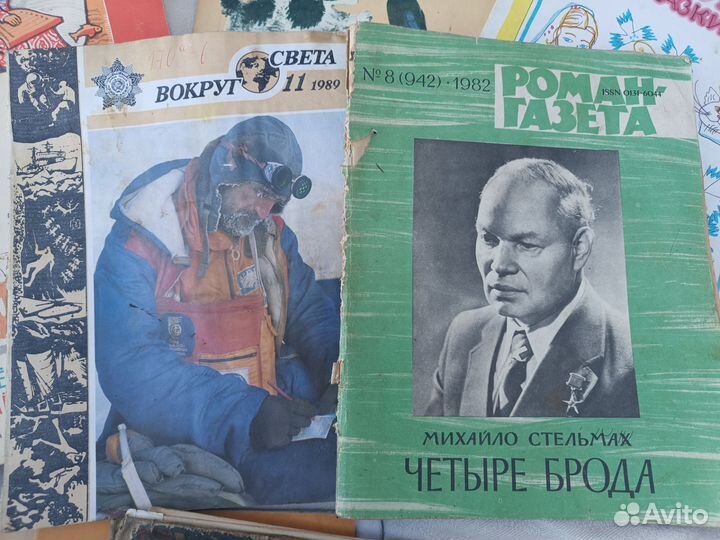 ВОКРУГ СВЕТА
11 1989
№ 8 (942) · 1982
РОМАН-
ГАЗЕТА
ISSN 0131-6044
МИХАЙЛО СТЕЛЬМАХ
ЧЕТЫРЕ БРОДА
Avito